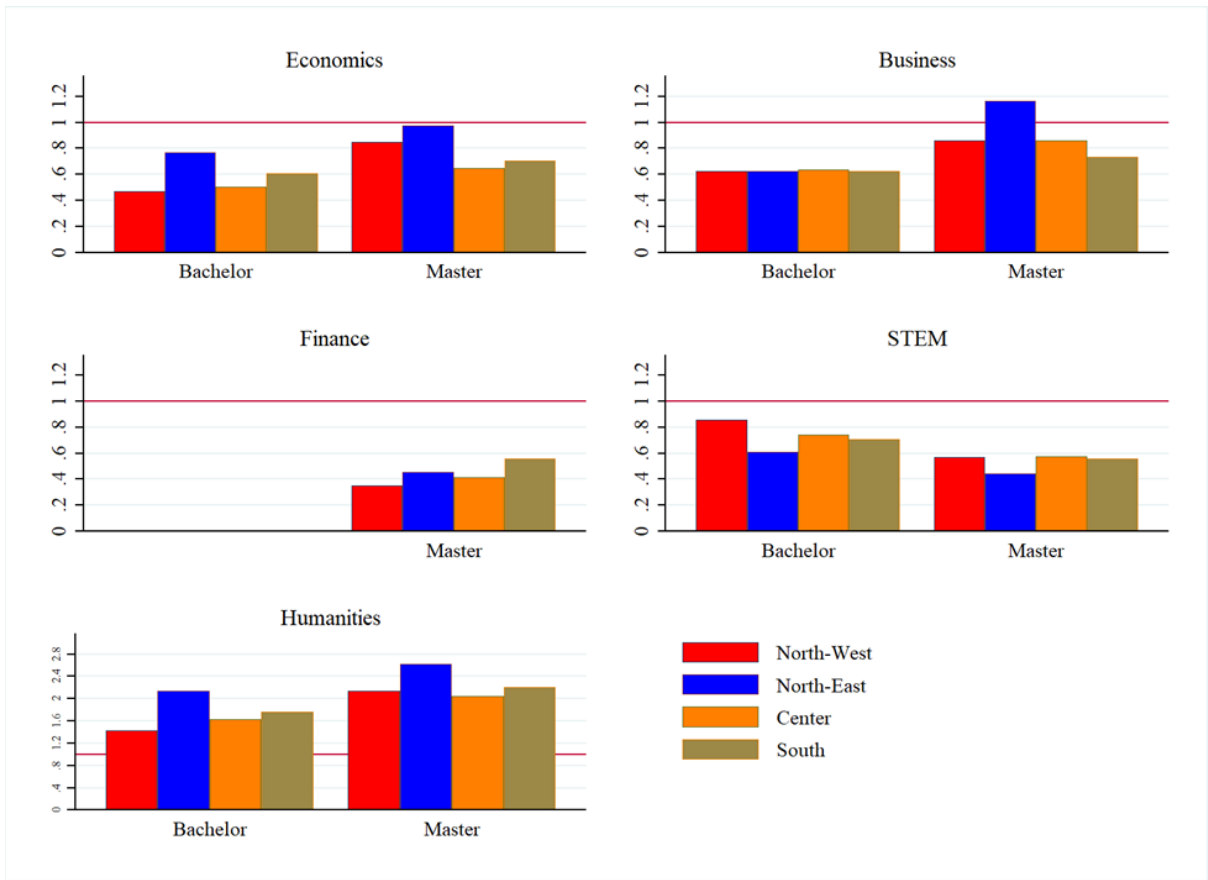 Economics
1.2
1
.8
.6
.4
.2
0
Bachelor Master
Business
1.2
1
.8
.6
.4
.2
0
Bachelor Master
Finance
1.2
1
.8
.6
.4
.2
0
Master
STEM
1.2
1
.8
.6
.4
.2
0
Bachelor Master
Humanities
2.8
2.4
2
1.6
1.2
.8
.4
0
Bachelor Master
North-West
North-East
Center
South